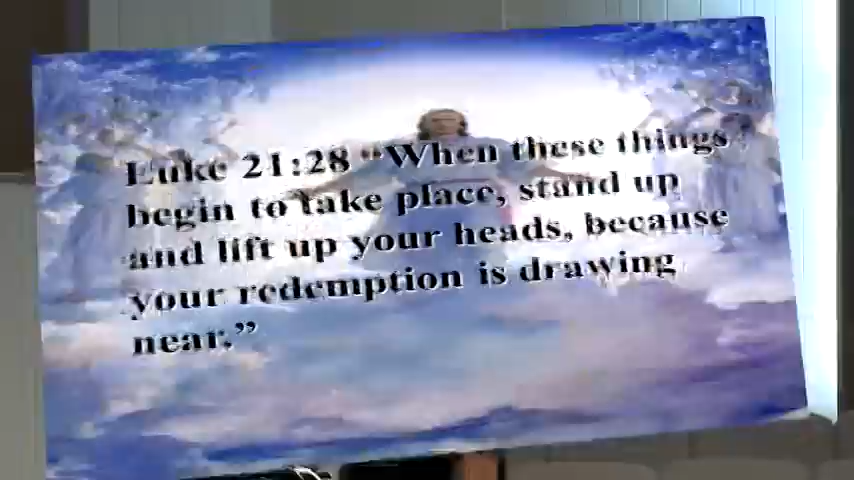 Luke 21:28 “When these things
begin to take place, stand up
and lift up your heads, because
your redemption is drawing
near.”